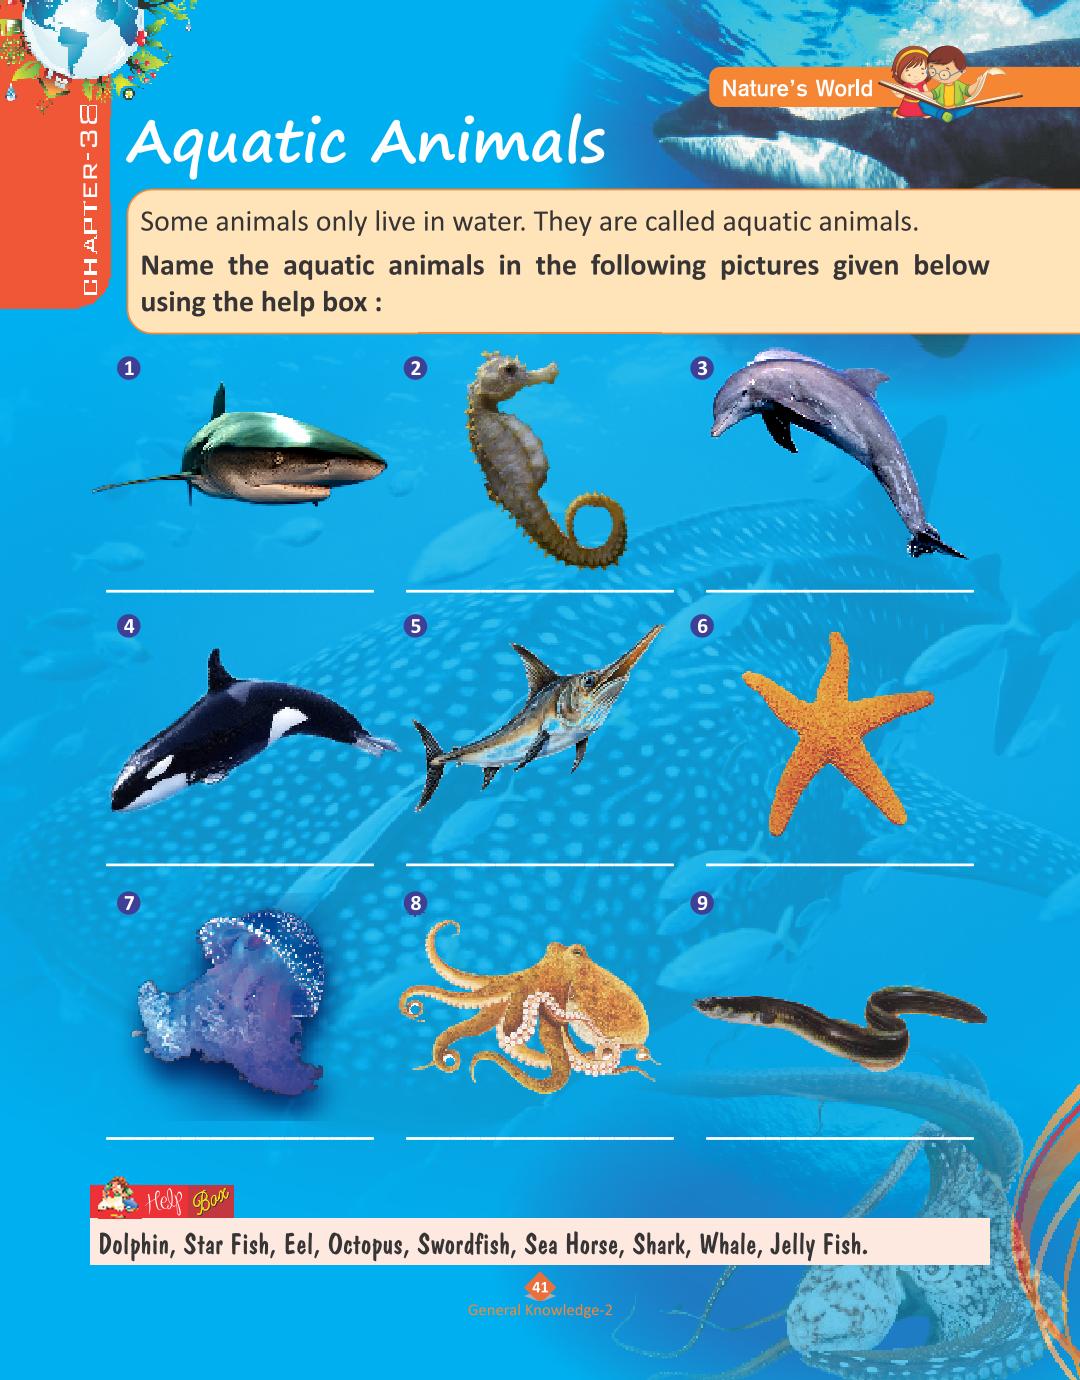 Nature's World
CHAPTER-38
Aquatic Animals
Some animals only live in water. They are called aquatic animals.
Name the aquatic animals in the following pictures given below
using the help box :
1
2
3
4
5
6
7
8
9
Help Box
Dolphin, Star Fish, Eel, Octopus, Swordfish, Sea Horse, Shark, Whale, Jelly Fish.
41
General Knowledge-2